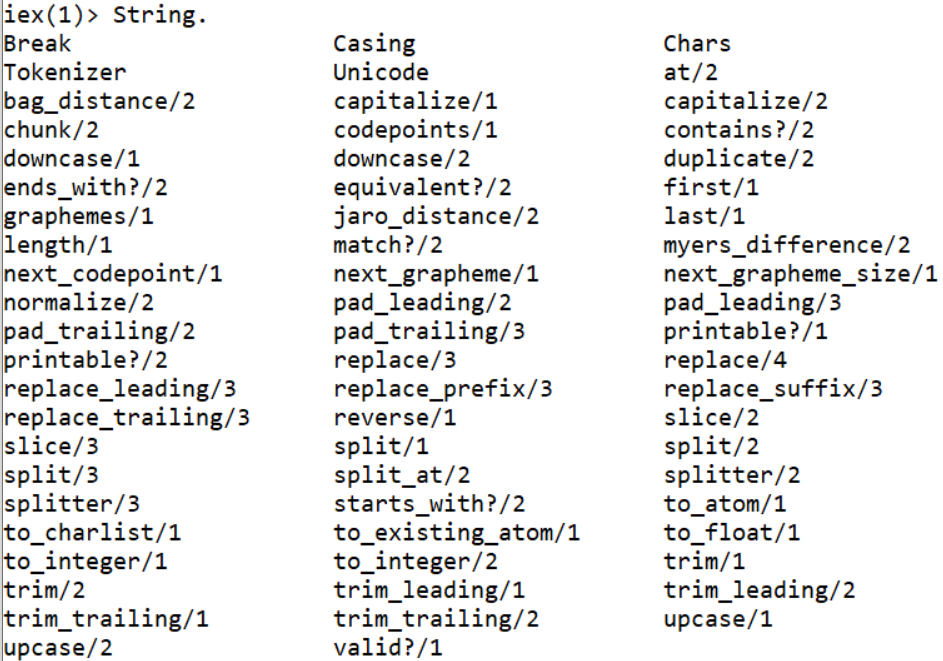 iex(1)> String.
Break Casing Chars
Tokenizer Unicode at/2
bag_distance/2 capitalize/1 capitalize/2
chunk/2 codepoints/1 contains?/2
downcase/1 downcase/2 duplicate/2
ends_with?/2 equivalent?/2 first/1
graphemes/1 jaro_distance/2 last/1
length/1 match?/2 myers_difference/2
next_codepoint/1 next_grapheme/1 next_grapheme_size/1
normalize/2 pad_leading/2 pad_leading/3
pad_trailing/2 pad_trailing/3 printable?/1
printable?/2 replace/3 replace/4
replace_leading/3 replace_prefix/3 replace_suffix/3
replace_trailing/3 reverse/1 slice/2
slice/3 split/1 split/2
split/3 split_at/2 splitter/2
splitter/3 starts_with?/2 to_atom/1
to_charlist/1 to_existing_atom/1 to_float/1
to_integer/1 to_integer/2 trim/1
trim/2 trim_leading/1 trim_leading/2
trim_trailing/1 trim_trailing/2 upcase/1
upcase/2 valid?/1